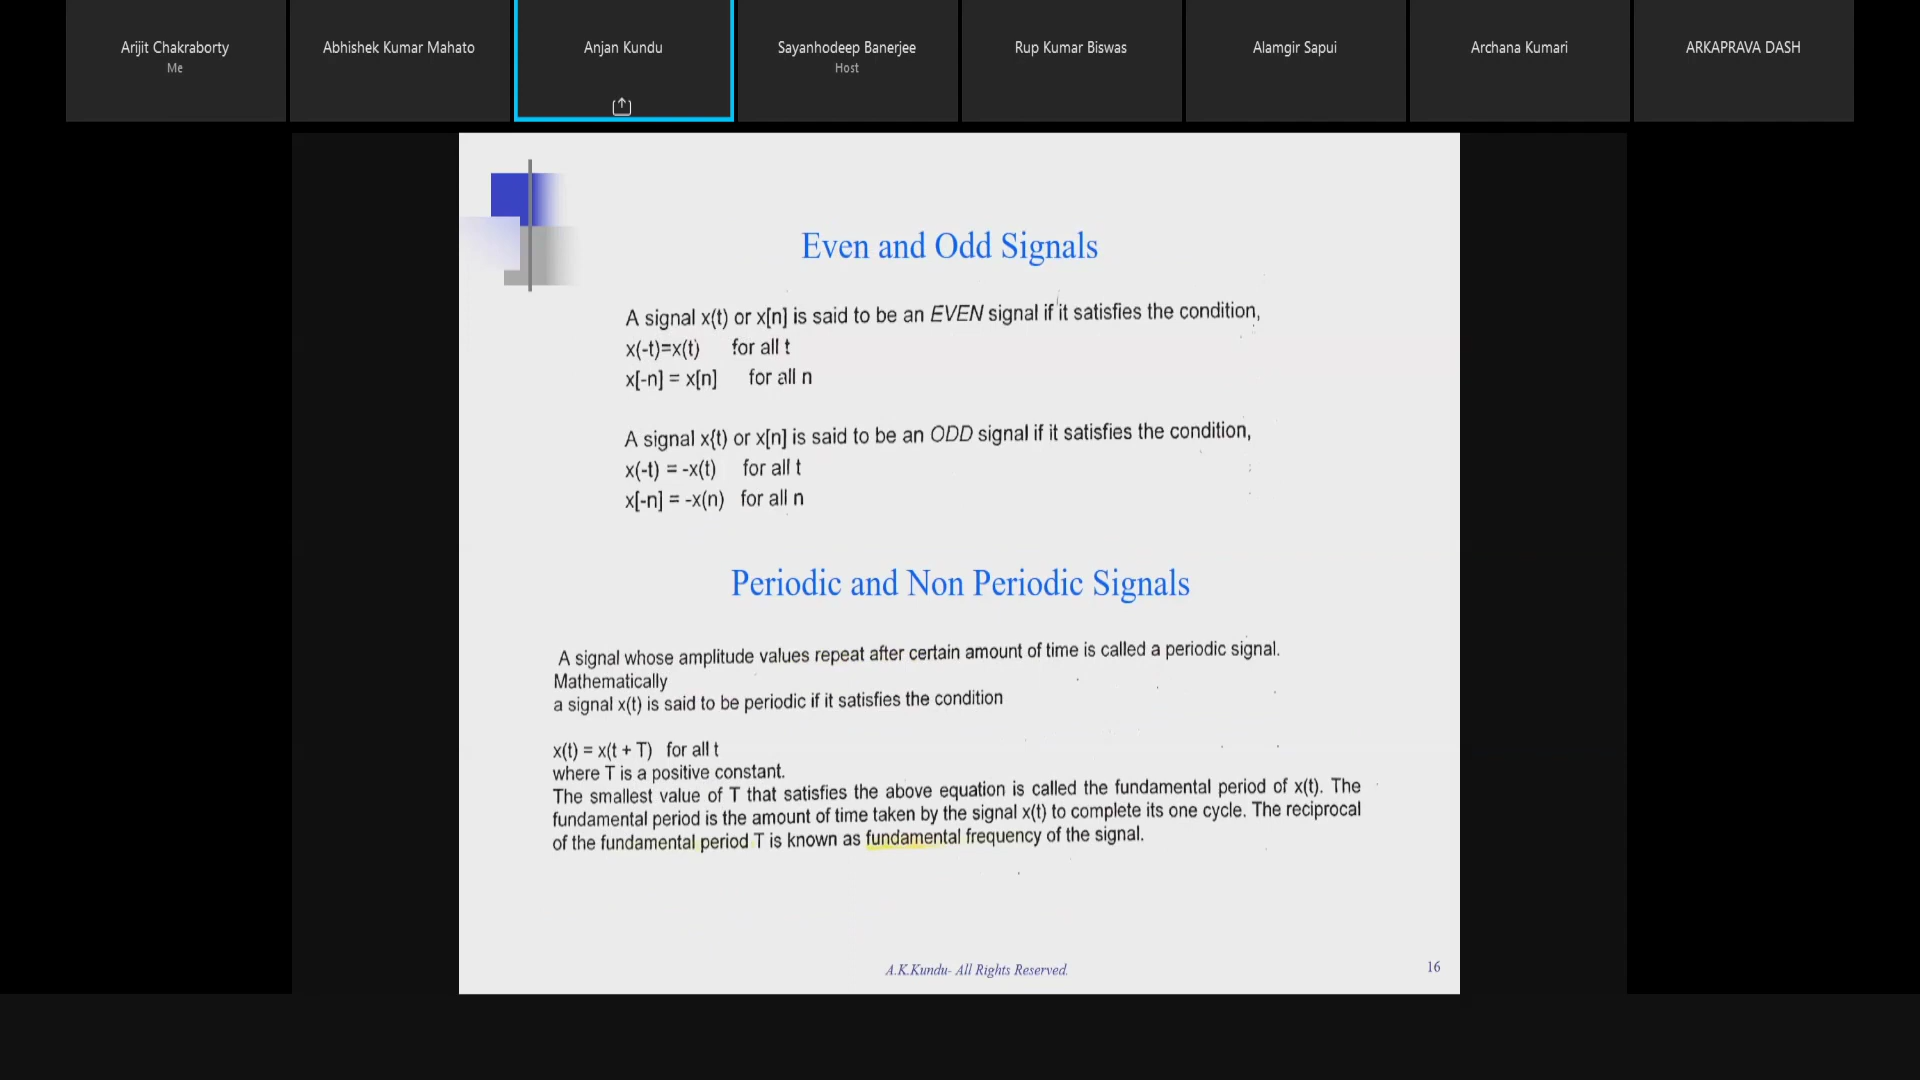 Arijit Chakraborty
Me
Abhishek Kumar Mahato
Anjan Kundu
Sayanhodeep Banerjee
Host
Rup Kumar Biswas
Alamgir Sapui
Archana Kumari
ARKAPRAVA DASH
Even and Odd Signals
A signal x(t) or x[n] is said to be an EVEN signal if it satisfies the condition,
x(-t)=x(t) for all t
x[-n] = x[n] for all n
A signal x{t) or x[n] is said to be an ODD signal if it satisfies the condition,
x(-t) = -x(t) for all t
x[-n] = -x(n) for all n
Periodic and Non Periodic Signals
A signal whose amplitude values repeat after certain amount of time is called a periodic signal.
Mathematically
a signal x(t) is said to be periodic if it satisfies the condition
x(t) = x(t + T) for all t
where T is a positive constant.
The smallest value of T that satisfies the above equation is called the fundamental period of x(t). The
fundamental period is the amount of time taken by the signal x(t) to complete its one cycle. The reciprocal
of the fundamental period T is known as fundamental frequency of the signal.
A.K.Kundu- All Rights Reserved.
16